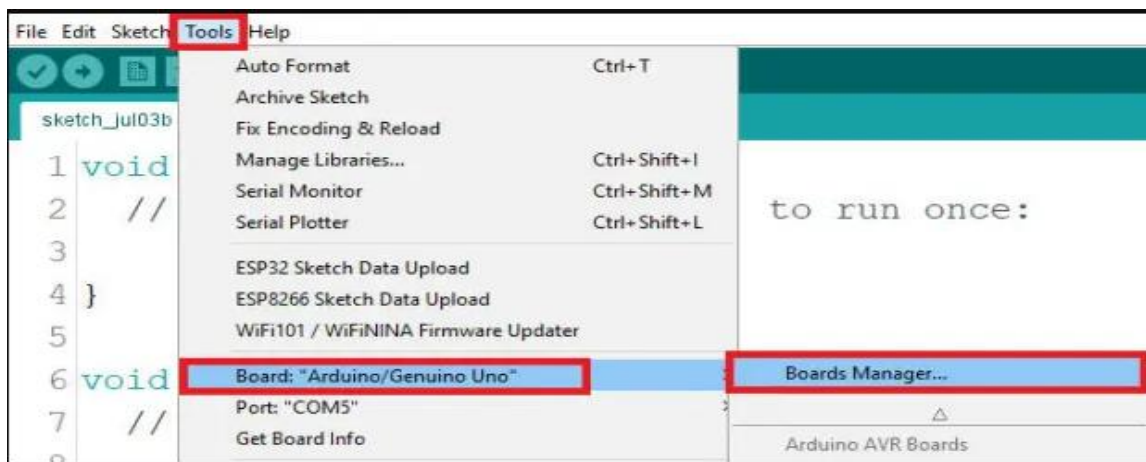 File Edit Sketch Tools Help
Auto Format Ctrl+T
Archive Sketch
sketch_jul03b
Fix Encoding & Reload
1 void
Manage Libraries... Ctrl+Shift+I
Serial Monitor Ctrl+Shift+M
2 // to run once:
Serial Plotter Ctrl+Shift+L
3
ESP32 Sketch Data Upload
4 }
ESP8266 Sketch Data Upload
WiFi101 / WiFiNINA Firmware Updater
5
6 void
Board: "Arduino/Genuino Uno"
Boards Manager...
Port: "COM5"
7 //
Get Board Info
Arduino AVR Boards